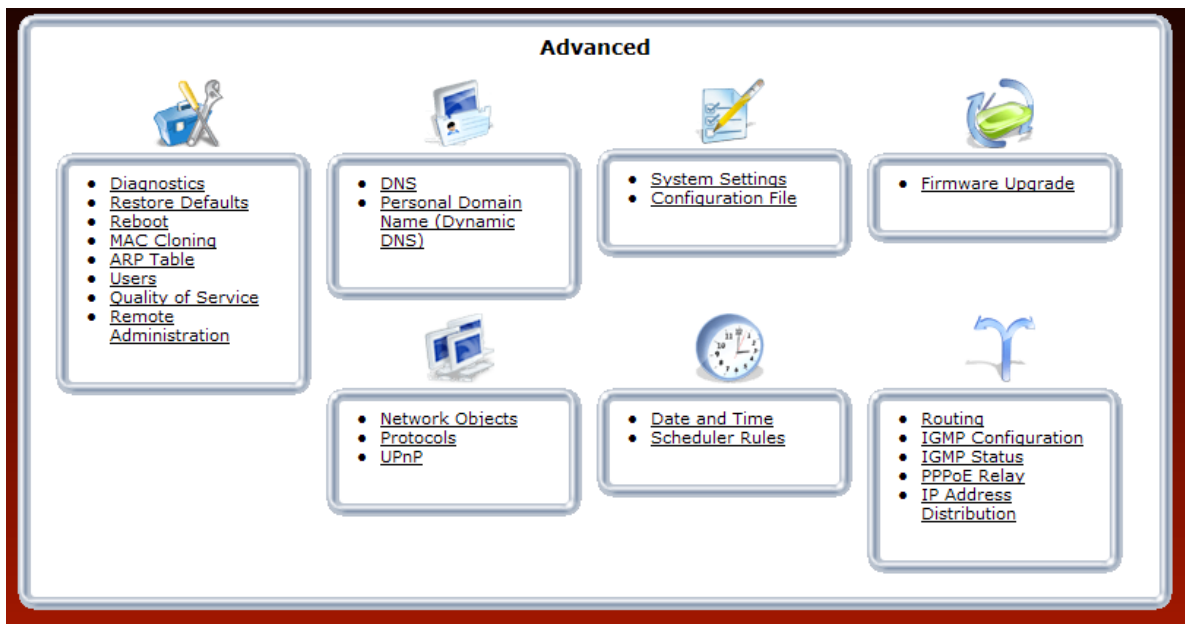 Advanced
Diagnostics
Restore Defaults
Reboot
MAC Cloning
ARP Table
Users
Quality of Service
Remote
Administration
DNS
Personal Domain
Name (Dynamic
DNS)
System Settings
Configuration File
Firmware Upgrade
Network Objects
Protocols
UPnP
Date and Time
Scheduler Rules
Routing
IGMP Configuration
IGMP Status
PPPoE Relay
IP Address
Distribution